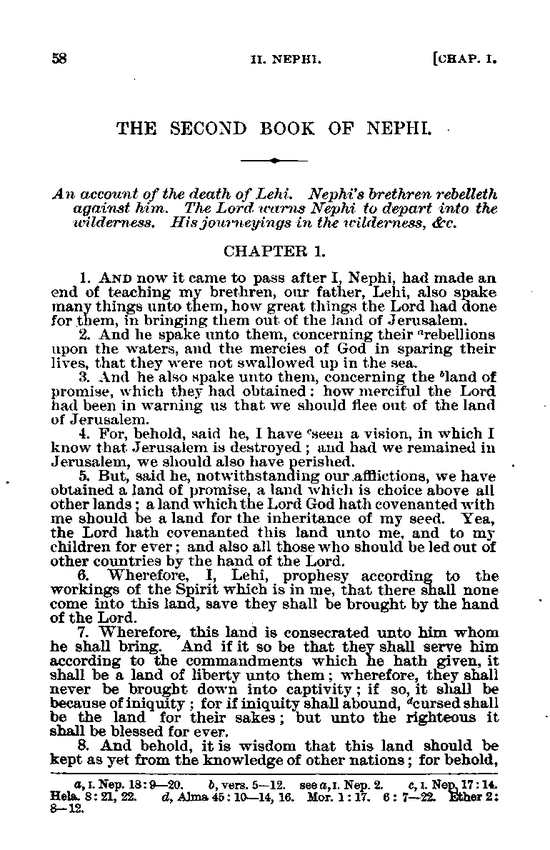 58 II. NEPHI. [CHAP. I.
THE SECOND BOOK OF NEPHI.
An account of the death of Lehi. Nephi's brethren rebelleth
against him. The Lord warns Nephi to depart into the
wilderness. His journeyings in the wilderness, &c.
CHAPTER 1.
1. AND now it came to pass after I, Nephi, had made an
end of teaching my brethren, our father, Lehi, also spake
many things unto them, how great things the Lord had done
for them, in bringing them out of the land of Jerusalem.
2. And he spake unto them, concerning their ᵃrebellions
upon the waters, and the mercies of God in sparing their
lives, that they were not swallowed up in the sea.
3. And he also spake unto them, concerning the ᵇland of
promise, which they had obtained: how merciful the Lord
had been in warning us that we should flee out of the land
of Jerusalem.
4. For, behold, said he, I have ᶜseen a vision, in which I
know that Jerusalem is destroyed; and had we remained in
Jerusalem, we should also have perished.
5. But, said he, notwithstanding our afflictions, we have
obtained a land of promise, a land which is choice above all
other lands; a land which the Lord God hath covenanted with
me should be a land for the inheritance of my seed. Yea,
the Lord hath covenanted this land unto me, and to my
children for ever; and also all those who should be led out of
other countries by the hand of the Lord.
6. Wherefore, I, Lehi, prophesy according to the
workings of the Spirit which is in me, that there shall none
come into this land, save they shall be brought by the hand
of the Lord.
7. Wherefore, this land is consecrated unto him whom
he shall bring. And if it so be that they shall serve him
according to the commandments which he hath given, it
shall be a land of liberty unto them; wherefore, they shall
never be brought down into captivity; if so, it shall be
because of iniquity; for if iniquity shall abound, ᵈcursed shall
be the land for their sakes; but unto the righteous it
shall be blessed for ever.
8. And behold, it is wisdom that this land should be
kept as yet from the knowledge of other nations; for behold,
a, I. Nep. 18:9—20. b, vers. 5—12. see a, I. Nep. 2. c, I. Nep. 17:14.
Hela. 8:21, 22. d, Alma 45:10—14, 16. Mor. 1:17. 6:7—22. Ether 2:
8—12.